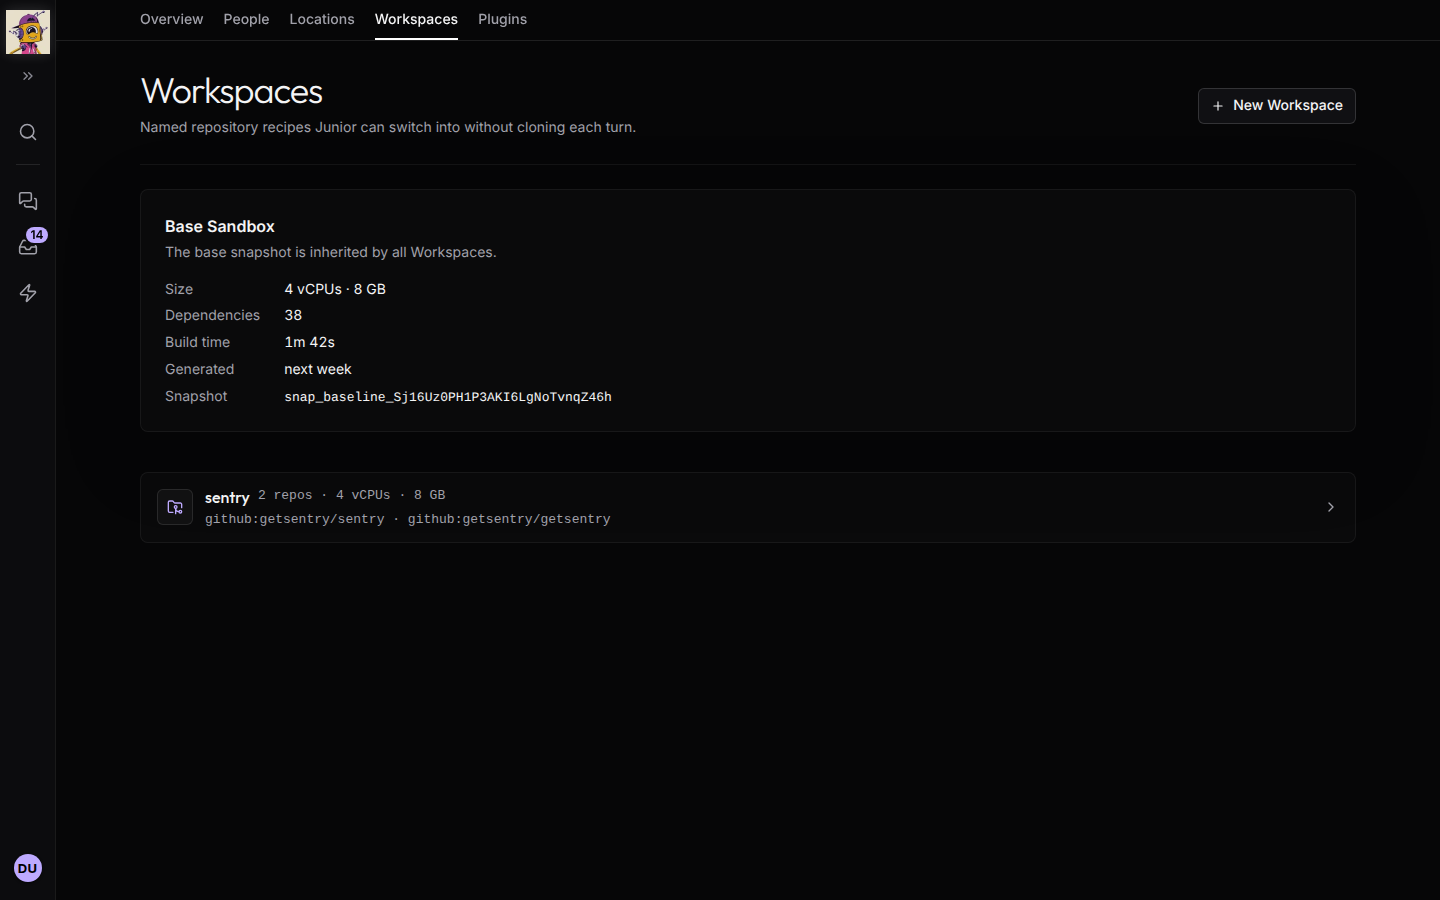 Overview People Locations Workspaces Plugins
Workspaces
Named repository recipes Junior can switch into without cloning each turn.
+ New Workspace
14
Base Sandbox
The base snapshot is inherited by all Workspaces.
Size 4 vCPUs · 8 GB
Dependencies 38
Build time 1m 42s
Generated next week
Snapshot snap_baseline_Sj16Uz0PH1P3AKI6LgNoTvnqZ46h
sentry 2 repos · 4 vCPUs · 8 GB
github:getsentry/sentry · github:getsentry/getsentry
DU